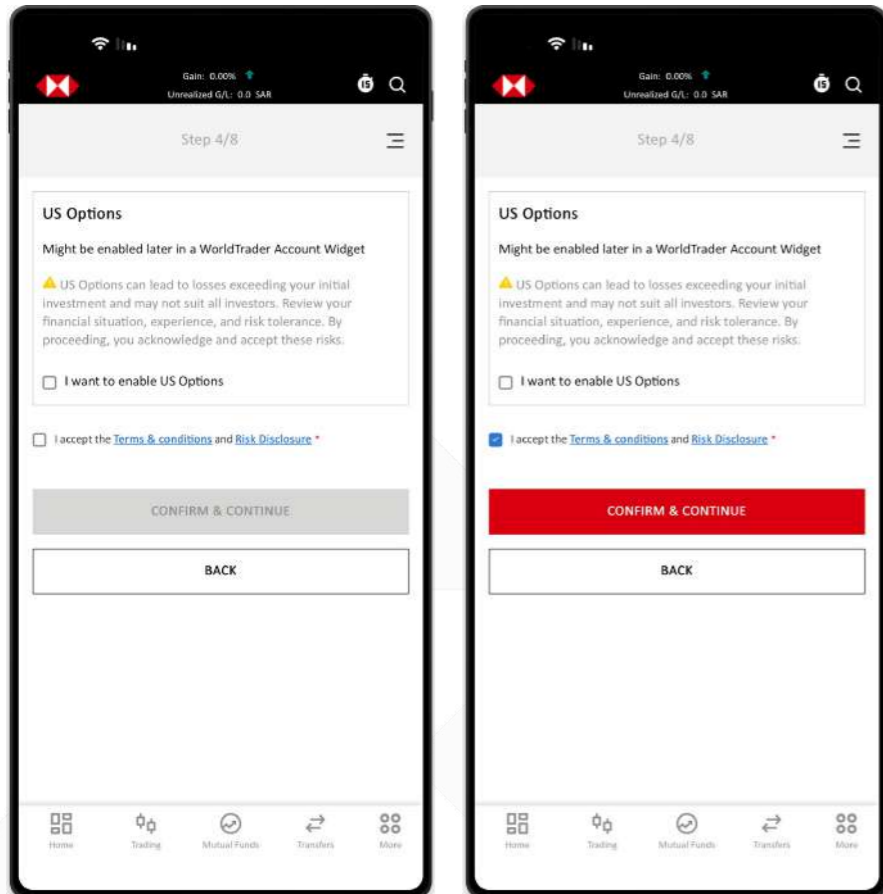 Gain: 0.00%
Unrealized G/L: 0.0 SAR
15
Step 4/8
US Options
Might be enabled later in a WorldTrader Account Widget
US Options can lead to losses exceeding your initial
investment and may not suit all investors. Review your
financial situation, experience, and risk tolerance. By
proceeding, you acknowledge and accept these risks.
I want to enable US Options
I accept the Terms & conditions and Risk Disclosure *
CONFIRM & CONTINUE
BACK
Home Trading Mutual Funds Transfers More
Gain: 0.00%
Unrealized G/L: 0.0 SAR
15
Step 4/8
US Options
Might be enabled later in a WorldTrader Account Widget
US Options can lead to losses exceeding your initial
investment and may not suit all investors. Review your
financial situation, experience, and risk tolerance. By
proceeding, you acknowledge and accept these risks.
I want to enable US Options
I accept the Terms & conditions and Risk Disclosure *
CONFIRM & CONTINUE
BACK
Home Trading Mutual Funds Transfers More